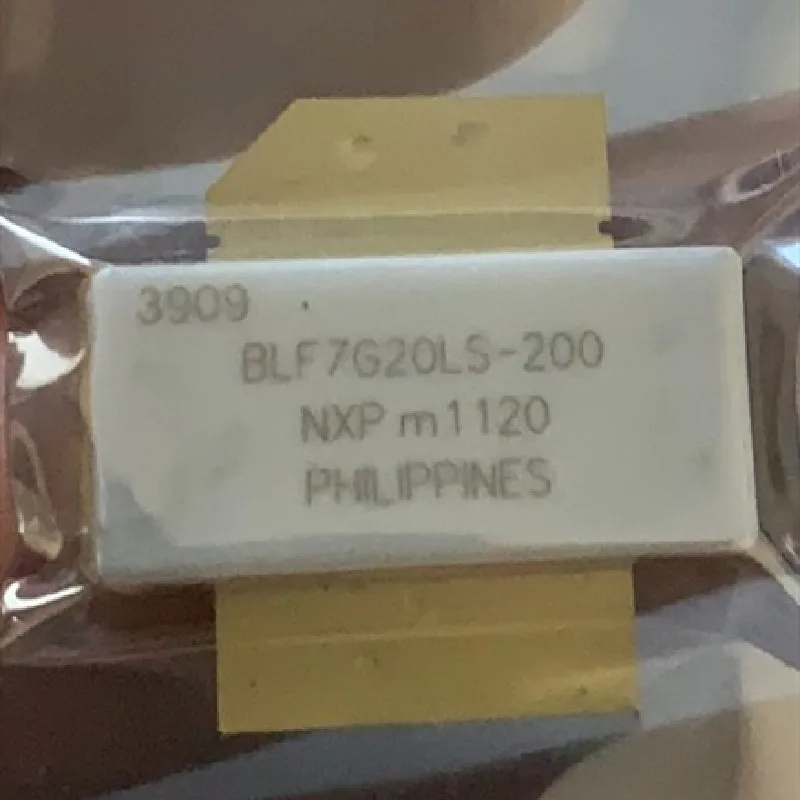 3909
BLF7G20LS-200
NXP m1120
PHILIPPINES